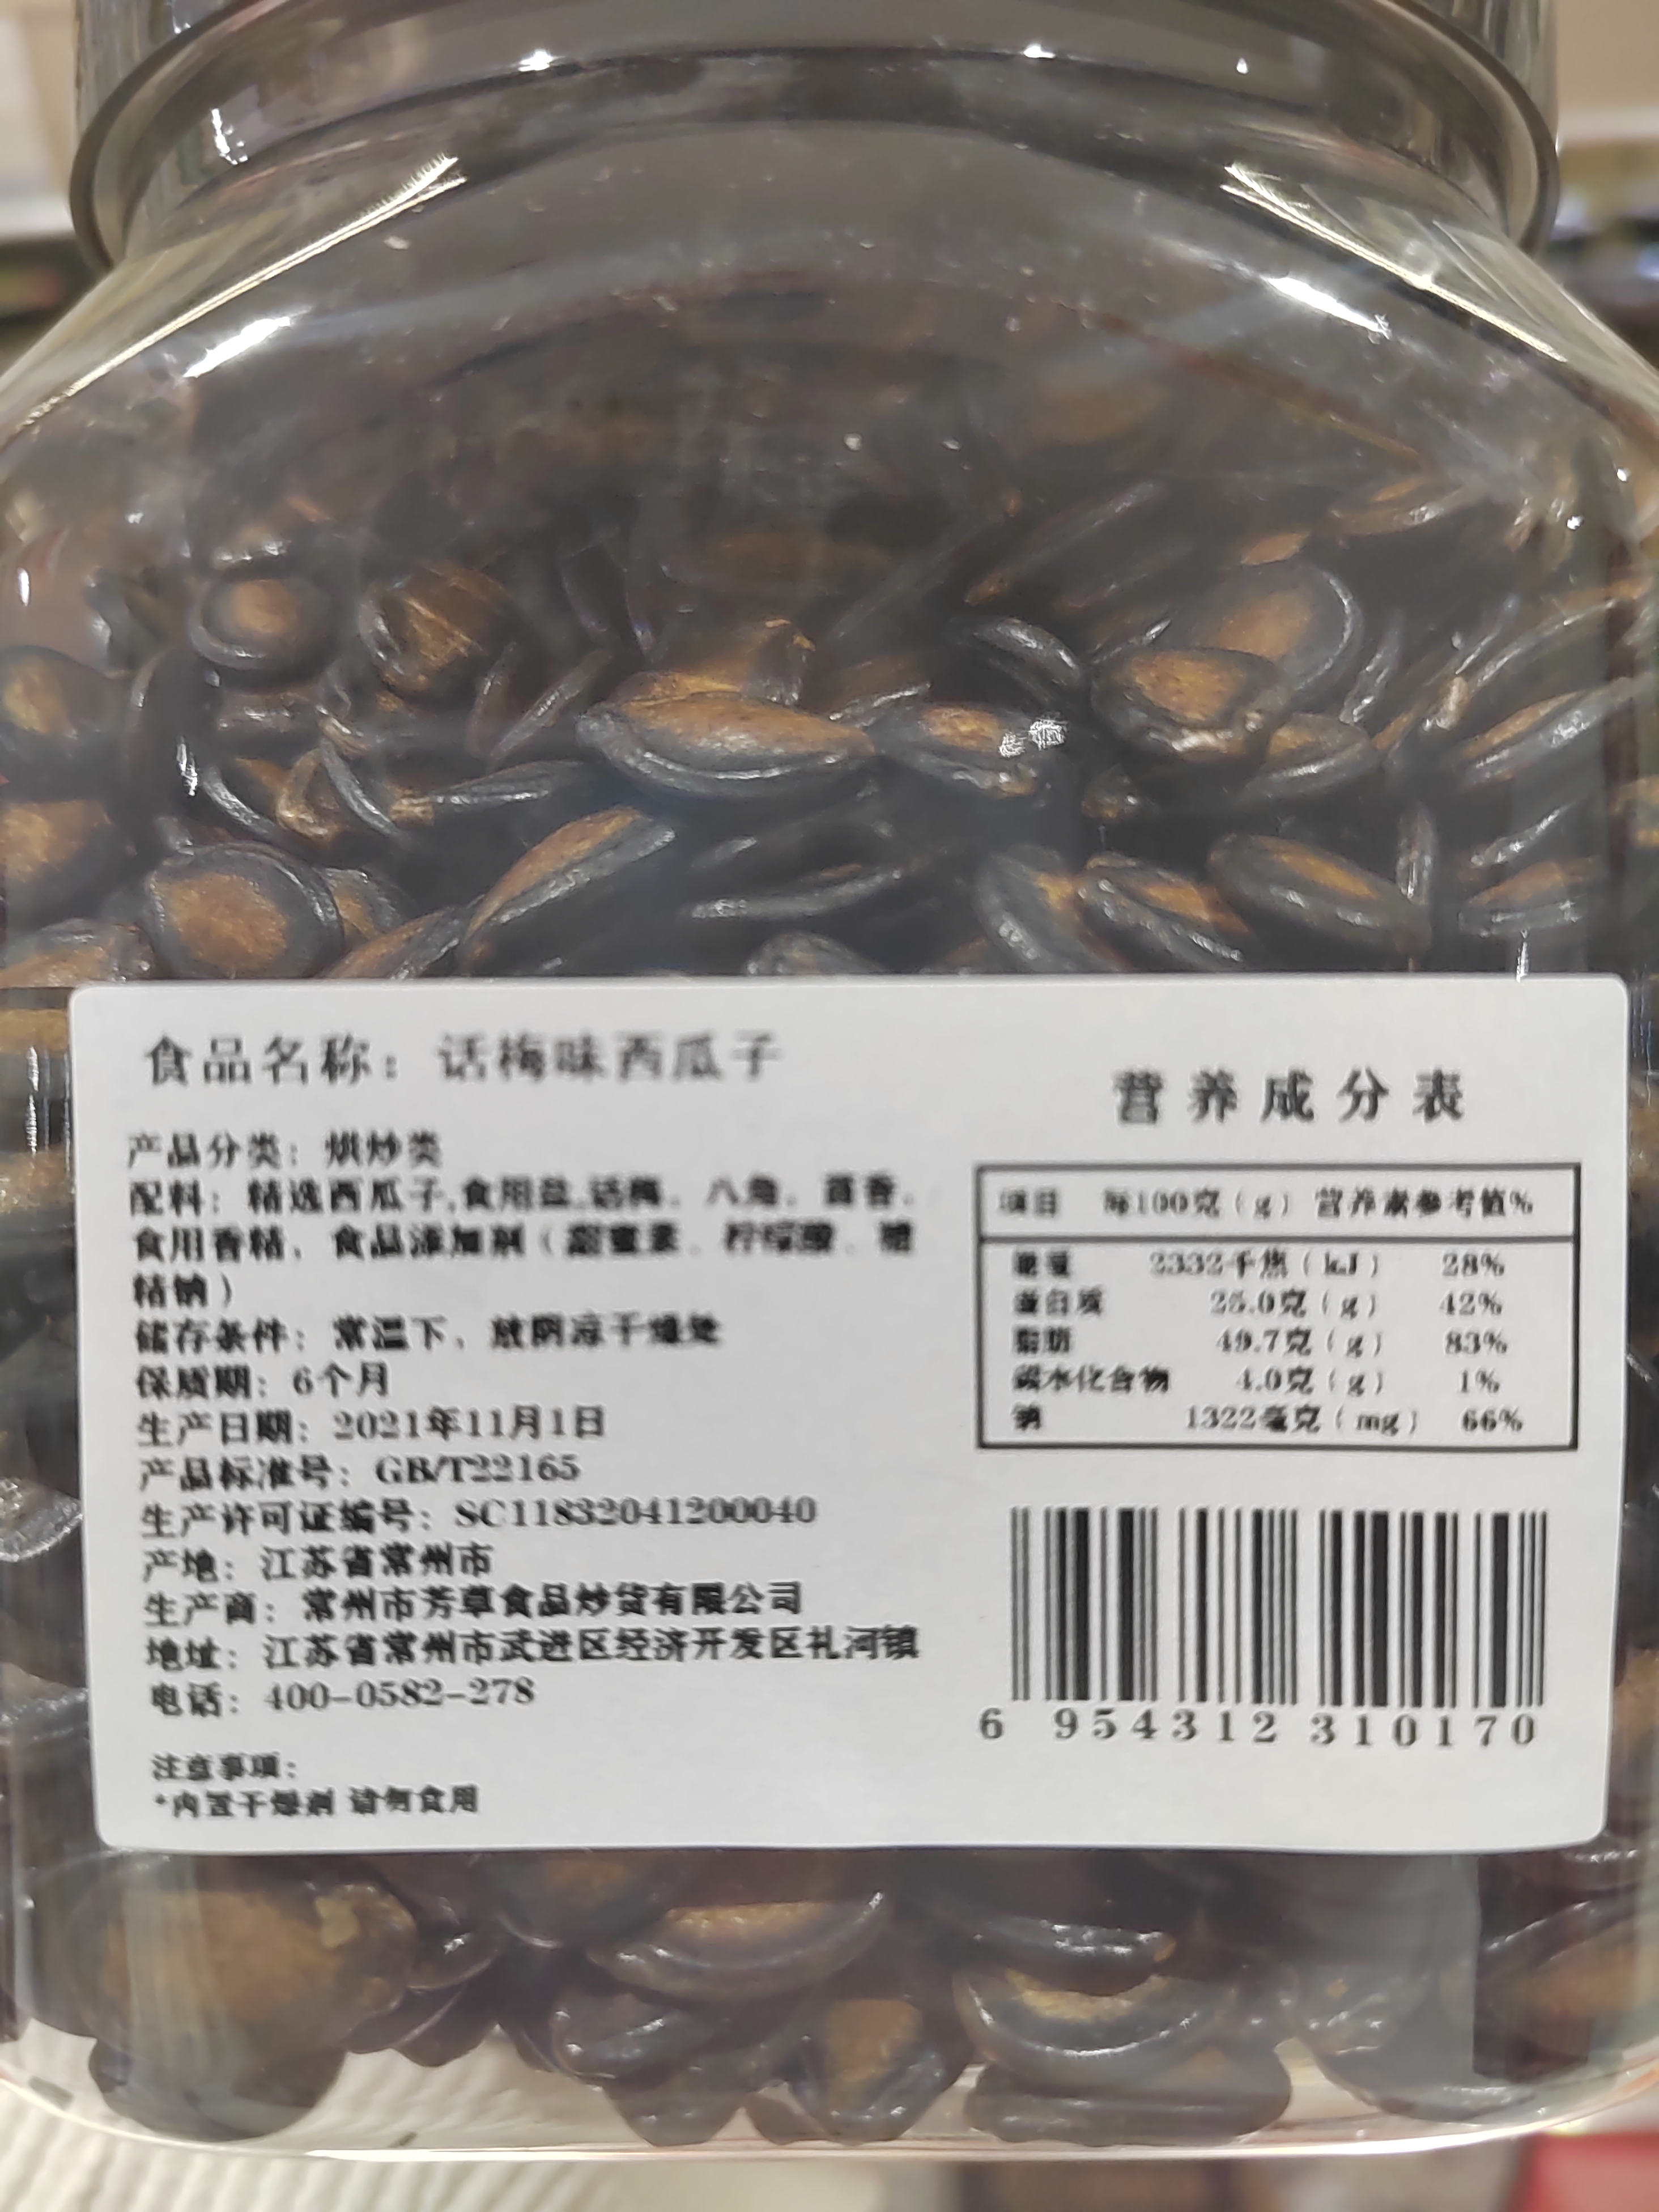 食品名称：话梅味西瓜子
产品分类：烘炒类
配料：精选西瓜子,食用盐,话梅、八角、茴香、
食用香精、食品添加剂（甜蜜素、柠檬酸、糖
精钠）
储存条件：常温下，放阴凉干燥处
保质期：6个月
生产日期：2021年11月1日
产品标准号：GB/T22165
生产许可证编号：SC11832041200040
产地：江苏省常州市
生产商：常州市芳草食品炒货有限公司
地址：江苏省常州市武进区经济开发区礼河镇
电话：400-0582-278
注意事项：
*内置干燥剂 请勿食用
营养成分表
项目 每100克（g） 营养素参考值%
能量 2332千焦（kJ） 28%
蛋白质 25.0克（g） 42%
脂肪 49.7克（g） 83%
碳水化合物 4.0克（g） 1%
钠 1322毫克（mg） 66%
6 954312 310170